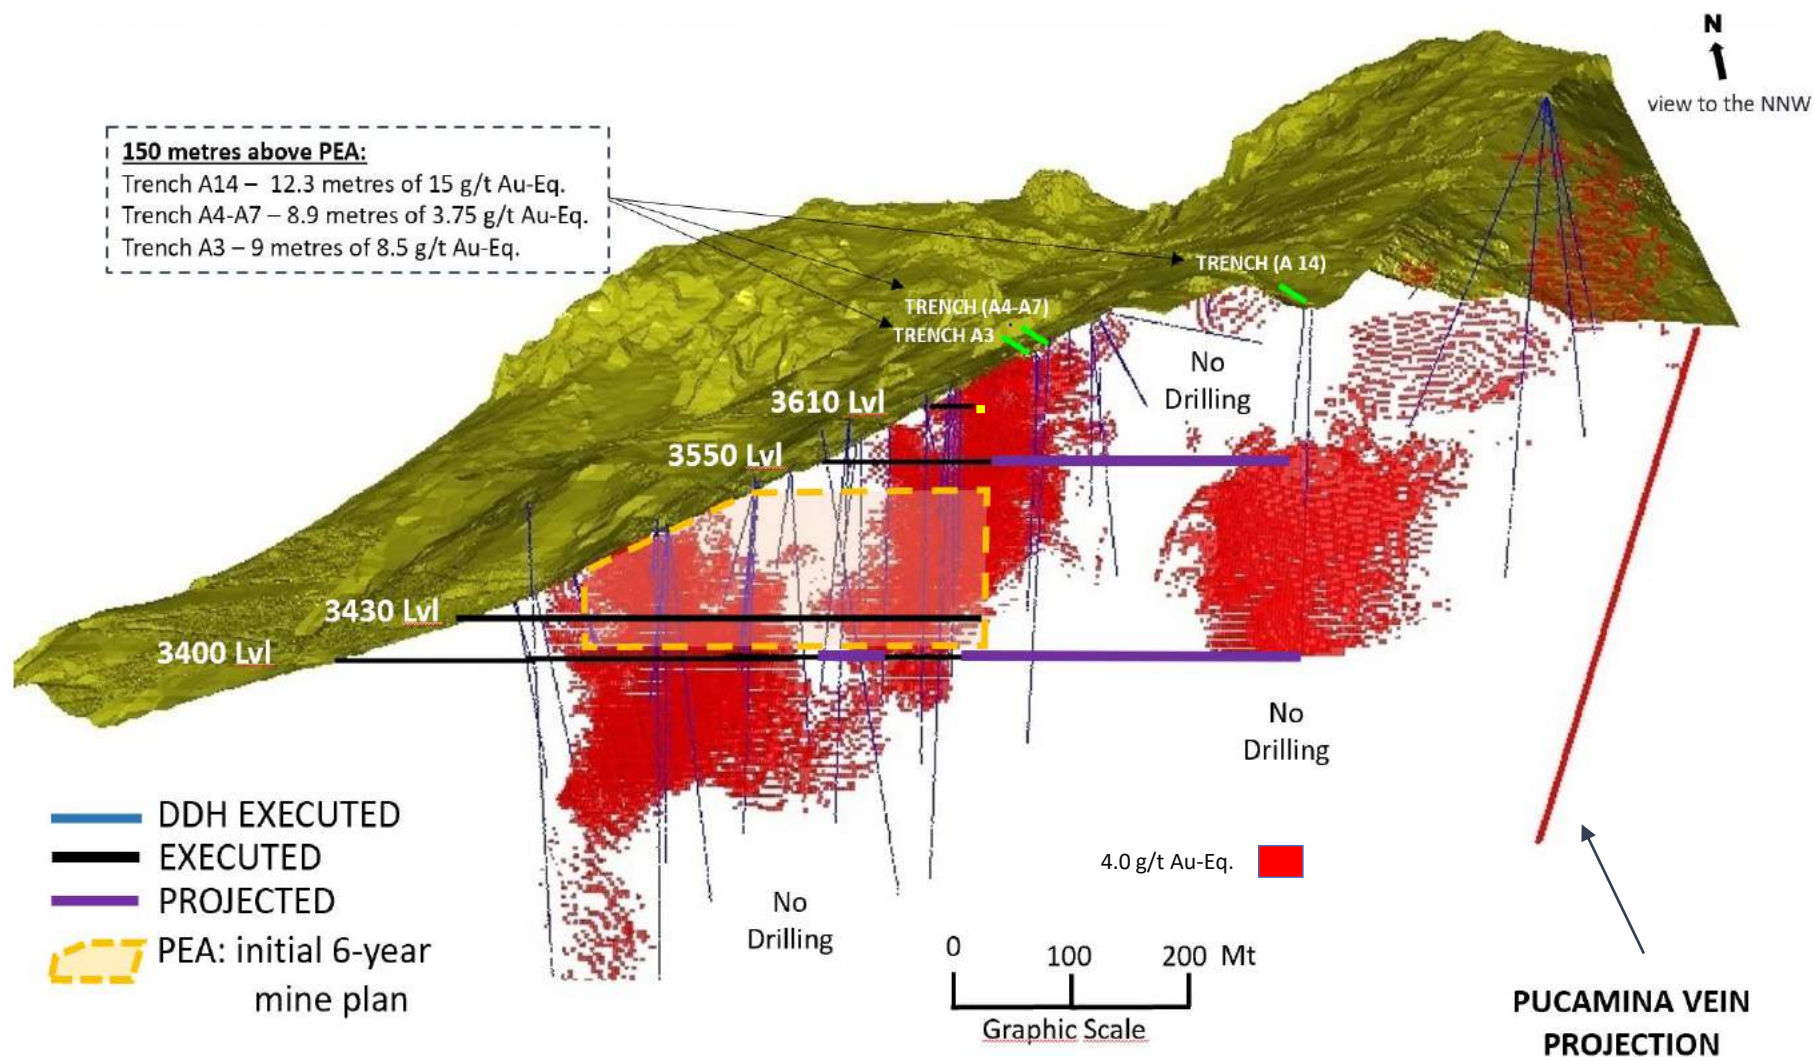 N
view to the NNW
150 metres above PEA:
Trench A14 – 12.3 metres of 15 g/t Au-Eq.
Trench A4-A7 – 8.9 metres of 3.75 g/t Au-Eq.
Trench A3 – 9 metres of 8.5 g/t Au-Eq.
TRENCH (A 14)
TRENCH (A4-A7)
TRENCH A3
No
Drilling
3610 Lvl
3550 Lvl
3430 Lvl
3400 Lvl
No
Drilling
DDH EXECUTED
EXECUTED
PROJECTED
PEA: initial 6-year
mine plan
No
Drilling
4.0 g/t Au-Eq.
0 100 200 Mt
Graphic Scale
PUCAMINA VEIN
PROJECTION